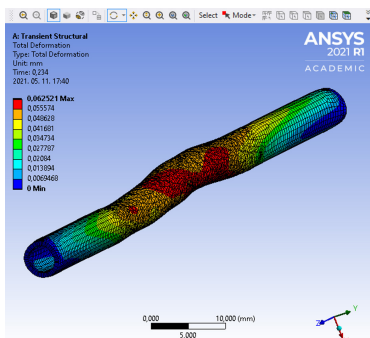 Select Mode
A: Transient Structural
Total Deformation
Type: Total Deformation
Unit: mm
Time: 0,234
2021. 05. 11. 17:40
ANSYS
2021 R1
ACADEMIC
0,062521 Max
0,055574
0,048628
0,041681
0,034734
0,027787
0,02084
0,013894
0,0069468
0 Min
0,000 10,000 (mm)
5,000
Z Y